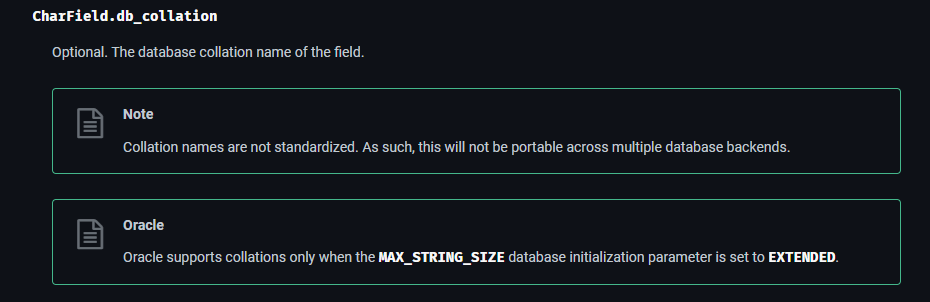 CharField.db_collation
Optional. The database collation name of the field.
Note
Collation names are not standardized. As such, this will not be portable across multiple database backends.
Oracle
Oracle supports collations only when the MAX_STRING_SIZE database initialization parameter is set to EXTENDED.